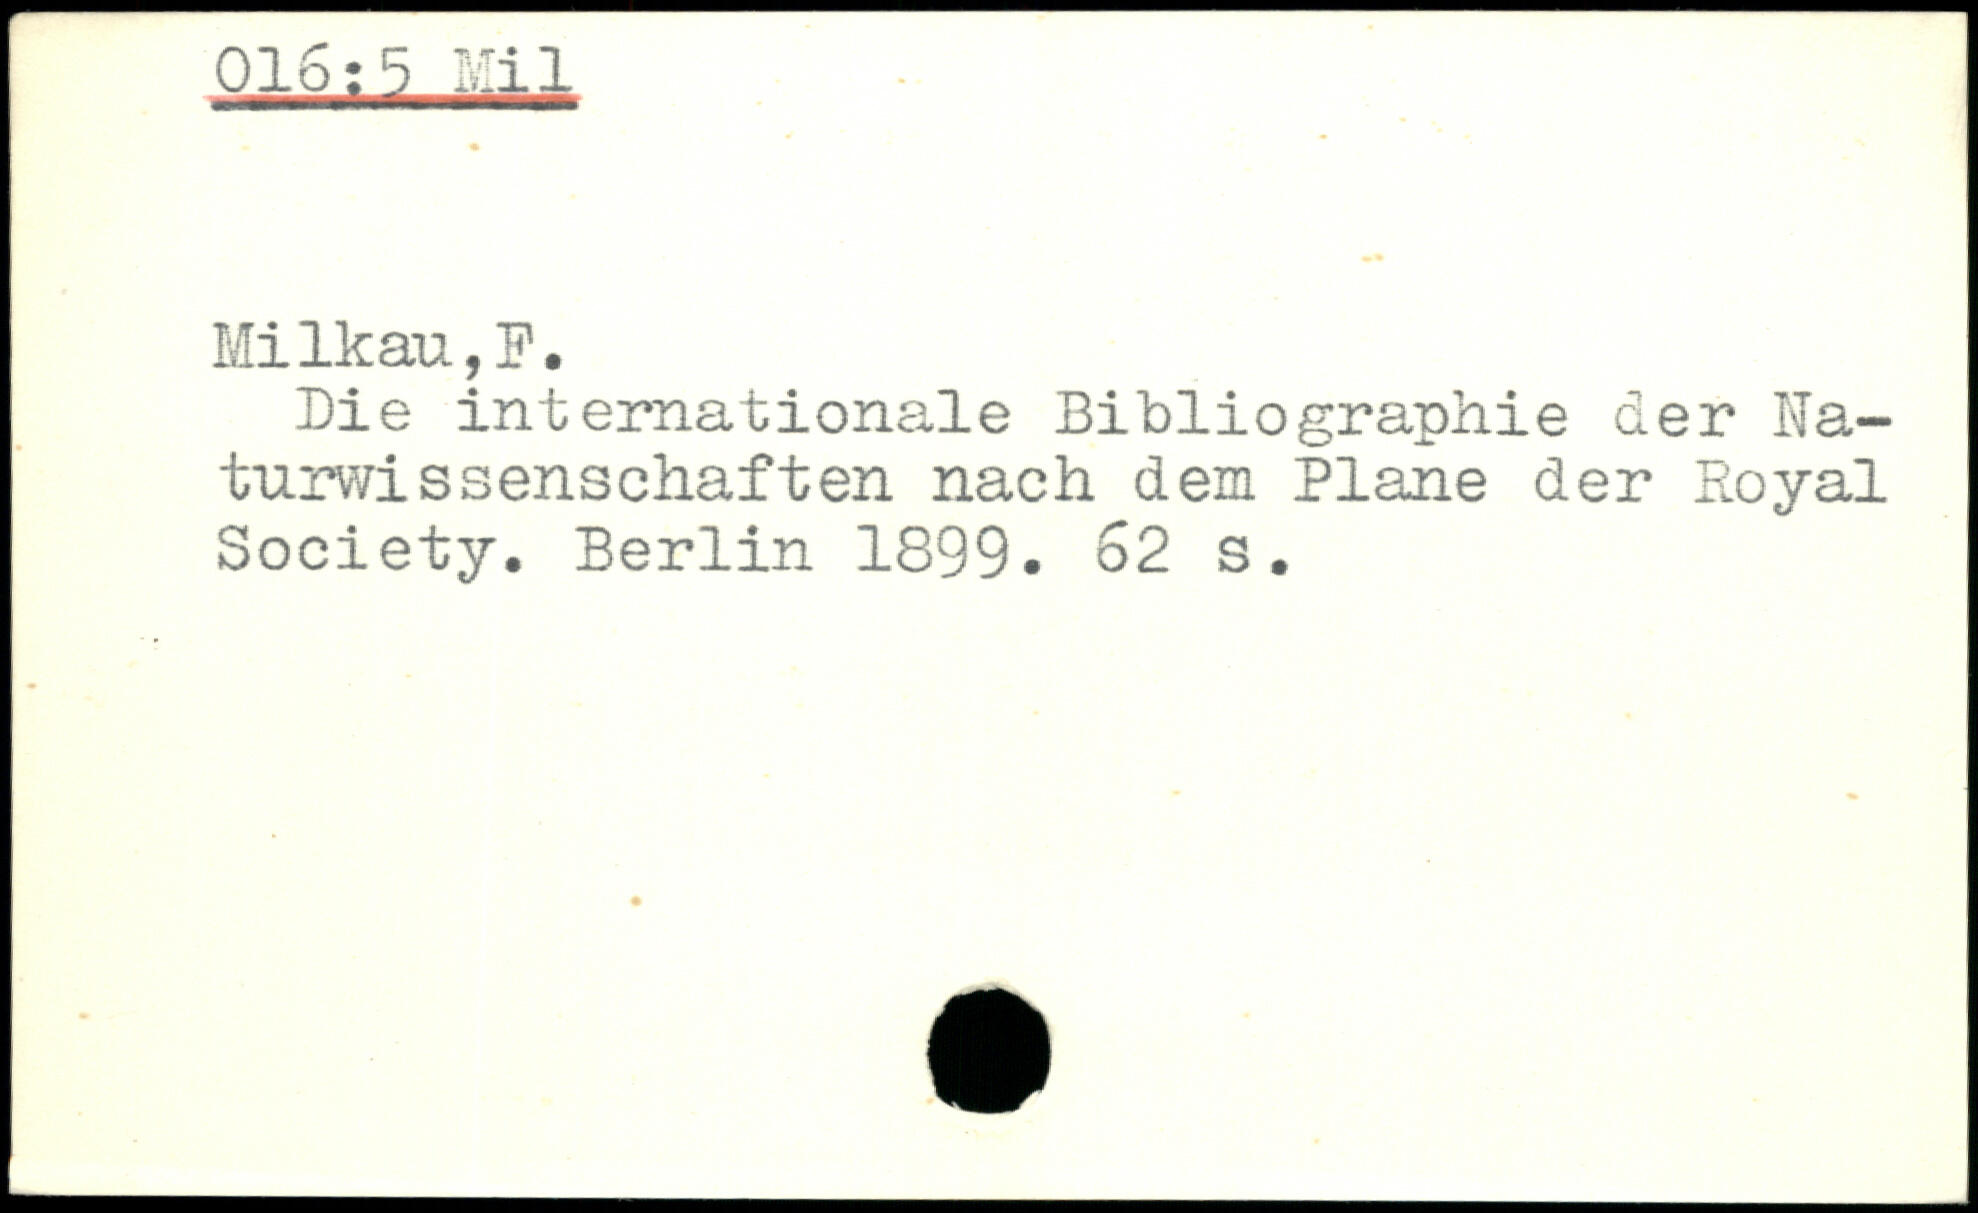 016:5 Mil
Milkau,F.
Die internationale Bibliographie der Na-
turwissenschaften nach dem Plane der Royal
Society. Berlin 1899. 62 s.